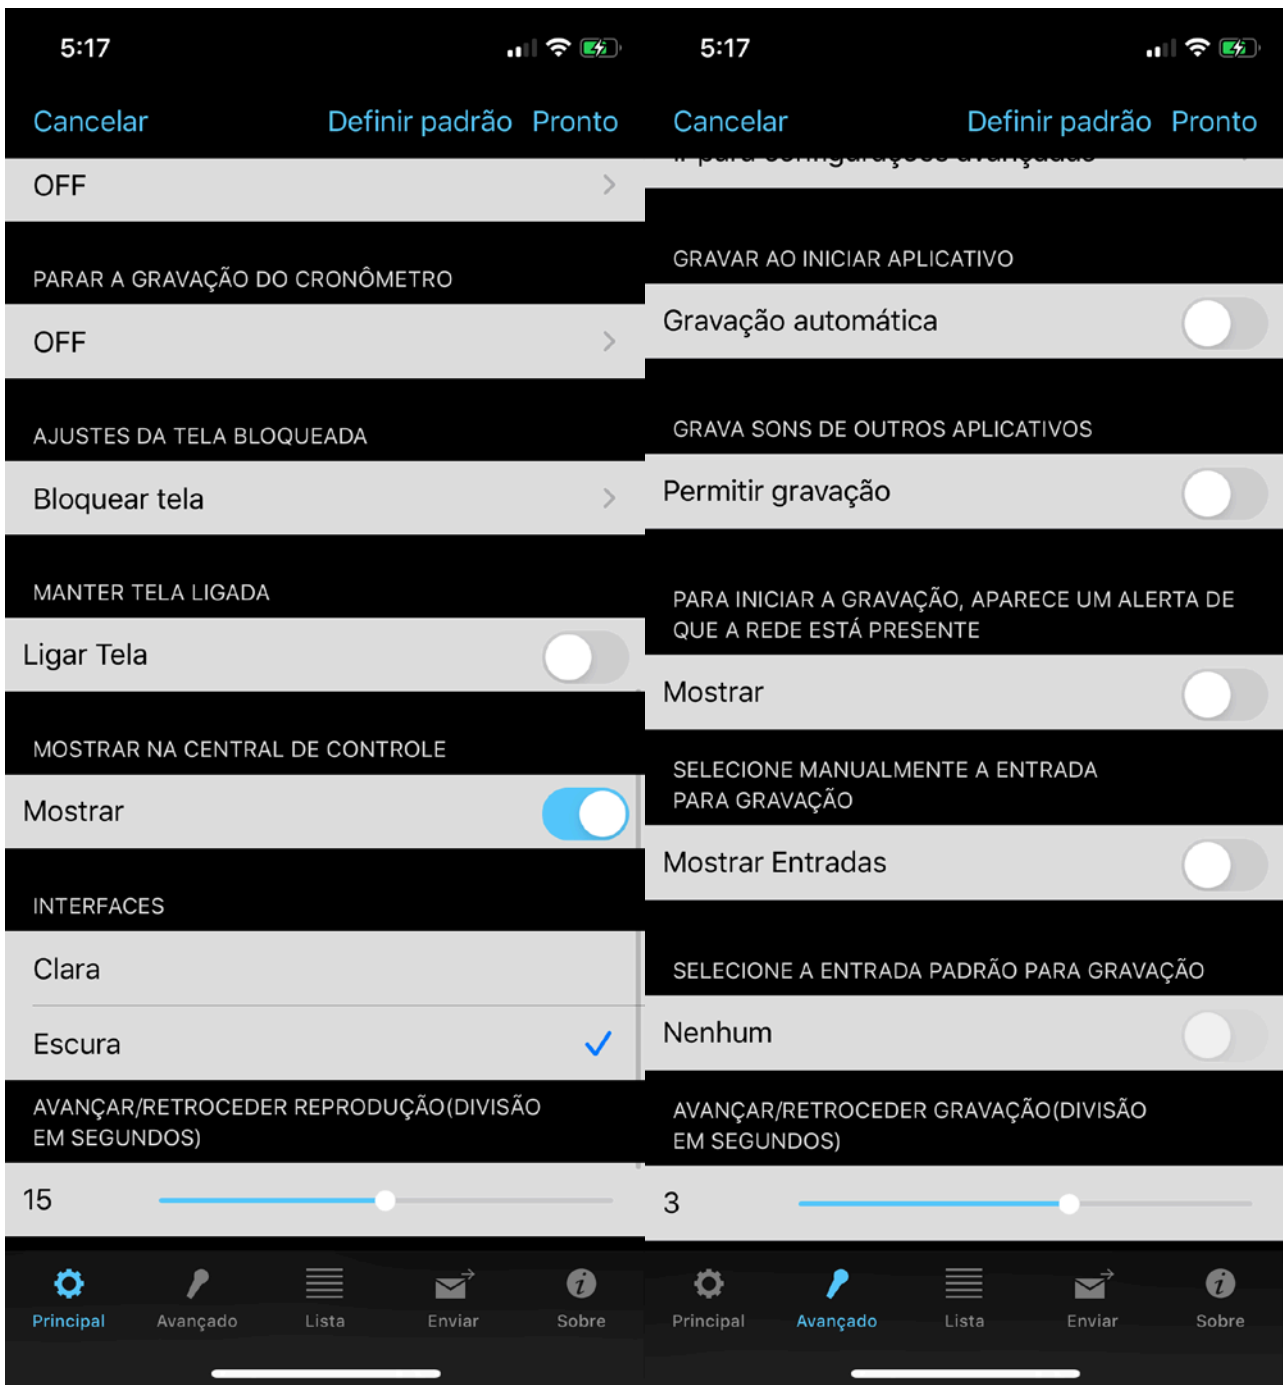 5:17
Cancelar
Definir padrão
Pronto
OFF
PARAR A GRAVAÇÃO DO CRONÔMETRO
OFF
AJUSTES DA TELA BLOQUEADA
Bloquear tela
MANTER TELA LIGADA
Ligar Tela
MOSTRAR NA CENTRAL DE CONTROLE
Mostrar
INTERFACES
Clara
Escura
AVANÇAR/RETROCEDER REPRODUÇÃO(DIVISÃO
EM SEGUNDOS)
15
Principal
Avançado
Lista
Enviar
Sobre
5:17
Cancelar
Definir padrão
Pronto
Ir para configurações avançadas
GRAVAR AO INICIAR APLICATIVO
Gravação automática
GRAVA SONS DE OUTROS APLICATIVOS
Permitir gravação
PARA INICIAR A GRAVAÇÃO, APARECE UM ALERTA DE
QUE A REDE ESTÁ PRESENTE
Mostrar
SELECIONE MANUALMENTE A ENTRADA
PARA GRAVAÇÃO
Mostrar Entradas
SELECIONE A ENTRADA PADRÃO PARA GRAVAÇÃO
Nenhum
AVANÇAR/RETROCEDER GRAVAÇÃO(DIVISÃO
EM SEGUNDOS)
3
Principal
Avançado
Lista
Enviar
Sobre